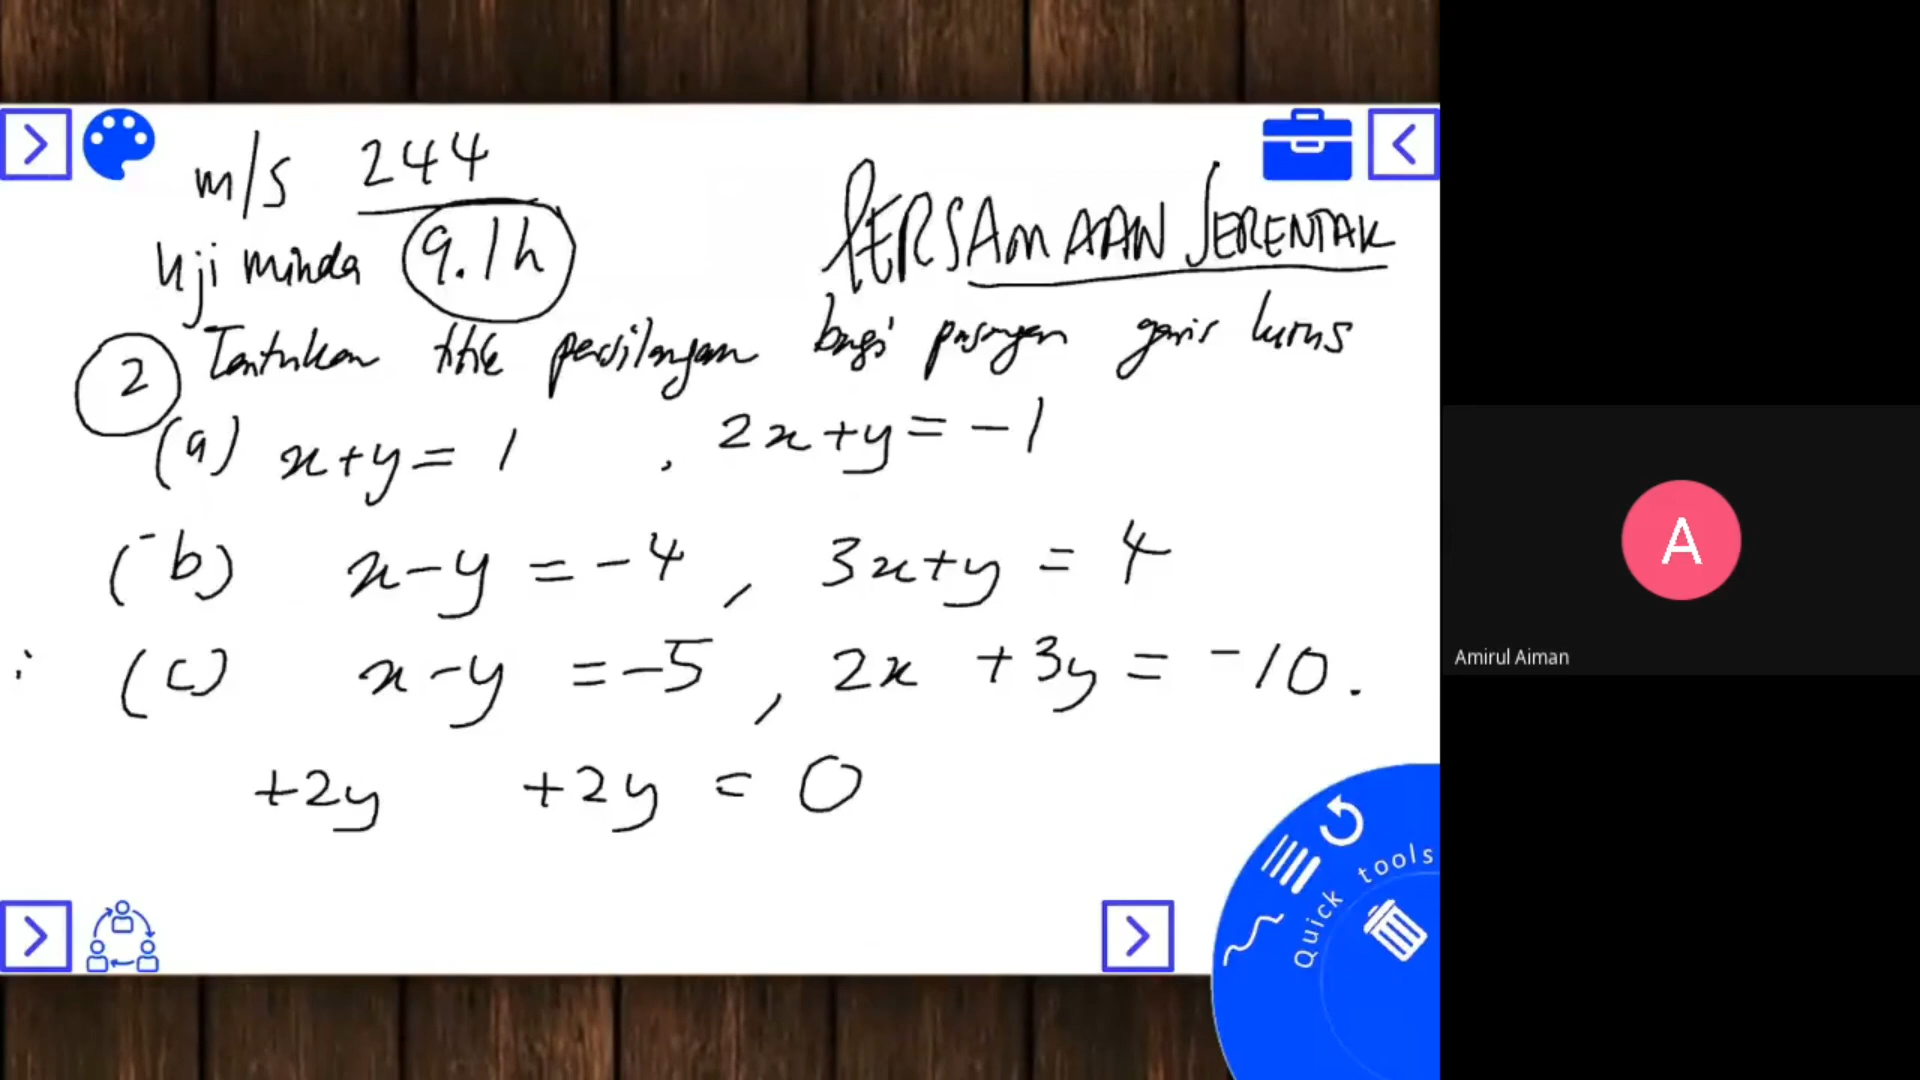 m/s 244
Uji minda 9.1h
PERSAMAAN SERENTAK
2 Tentukan titik persilangan bagi pasangan garis lurus
(a) x+y= 1 , 2x+y= -1
(b) x-y = -4 , 3x+y = 4
(c) x-y = -5 , 2x +3y = -10.
+2y +2y = 0
Quick tools
A
Amirul Aiman